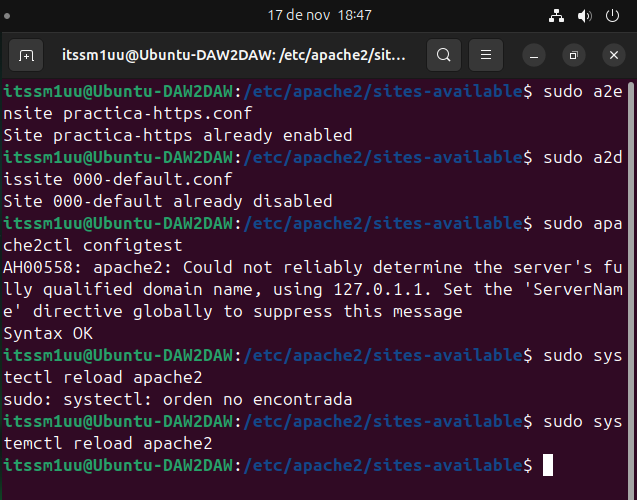 17 de nov 18:47
itssm1uu@Ubuntu-DAW2DAW: /etc/apache2/sit...
itssm1uu@Ubuntu-DAW2DAW:/etc/apache2/sites-available$ sudo a2e
nsite practica-https.conf
Site practica-https already enabled
itssm1uu@Ubuntu-DAW2DAW:/etc/apache2/sites-available$ sudo a2d
issite 000-default.conf
Site 000-default already disabled
itssm1uu@Ubuntu-DAW2DAW:/etc/apache2/sites-available$ sudo apa
che2ctl configtest
AH00558: apache2: Could not reliably determine the server's fu
lly qualified domain name, using 127.0.1.1. Set the 'ServerNam
e' directive globally to suppress this message
Syntax OK
itssm1uu@Ubuntu-DAW2DAW:/etc/apache2/sites-available$ sudo sys
tectl reload apache2
sudo: systectl: orden no encontrada
itssm1uu@Ubuntu-DAW2DAW:/etc/apache2/sites-available$ sudo sys
temctl reload apache2
itssm1uu@Ubuntu-DAW2DAW:/etc/apache2/sites-available$